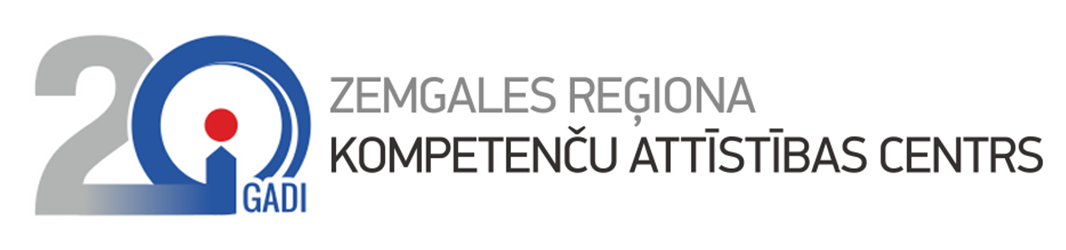 20
GADI
ZEMGALES REĢIONA
KOMPETENČU ATTĪSTĪBAS CENTRS